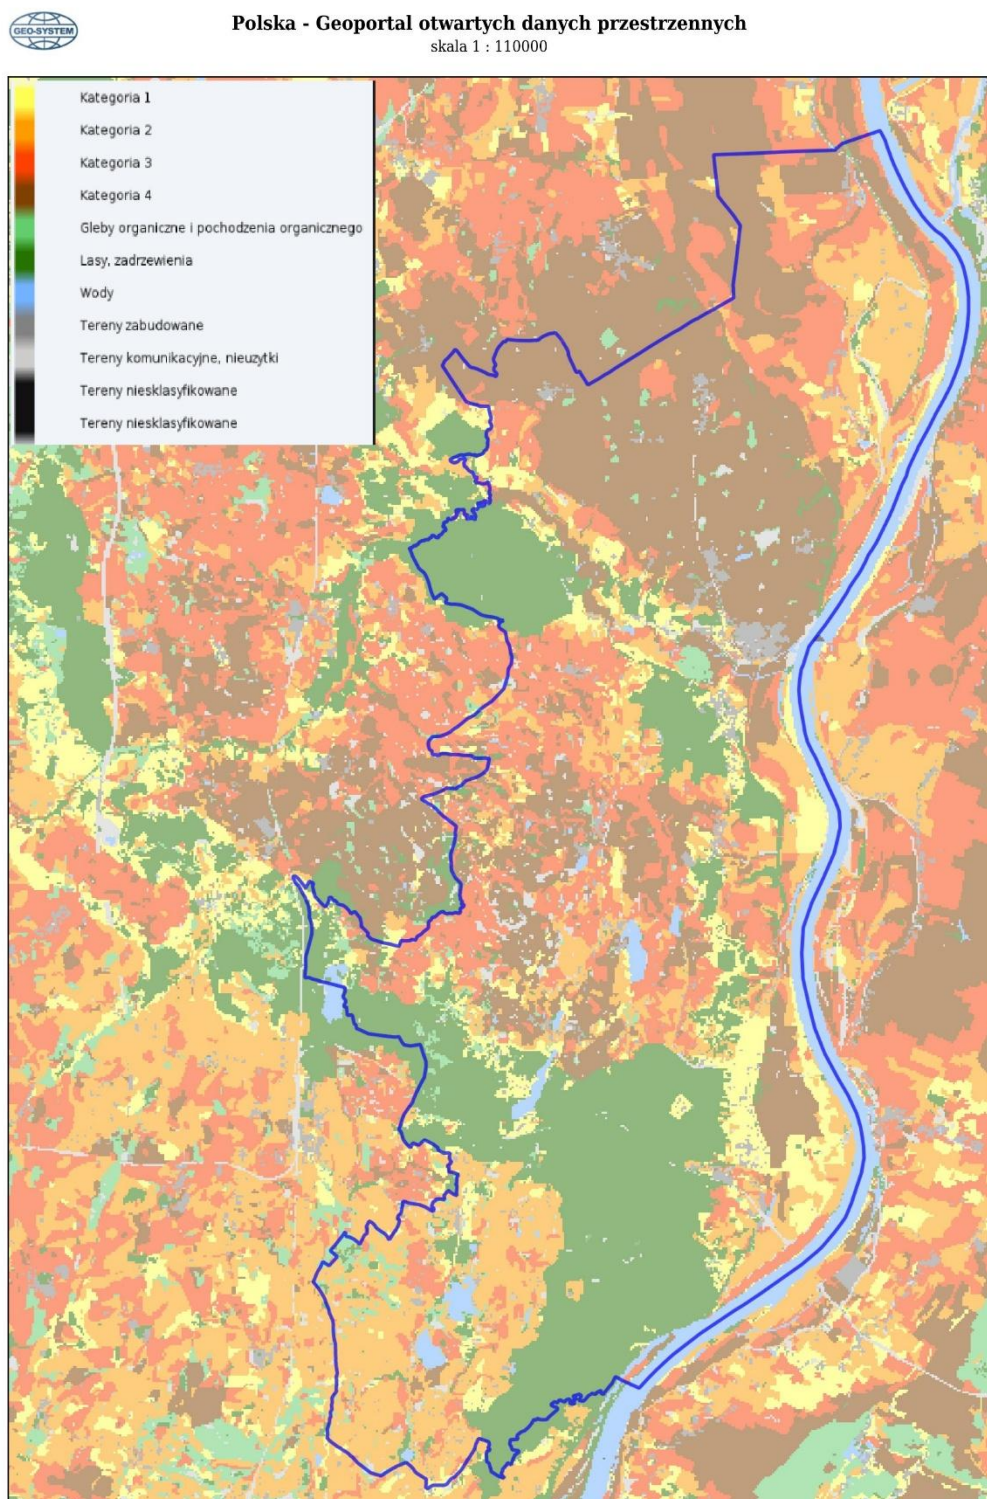 GEO-SYSTEM
Polska - Geoportal otwartych danych przestrzennych
skala 1 : 110000
Kategoria 1
Kategoria 2
Kategoria 3
Kategoria 4
Gleby organiczne i pochodzenia organicznego
Lasy, zadrzewienia
Wody
Tereny zabudowane
Tereny komunikacyjne, nieuzytki
Tereny niesklasyfikowane
Tereny niesklasyfikowane